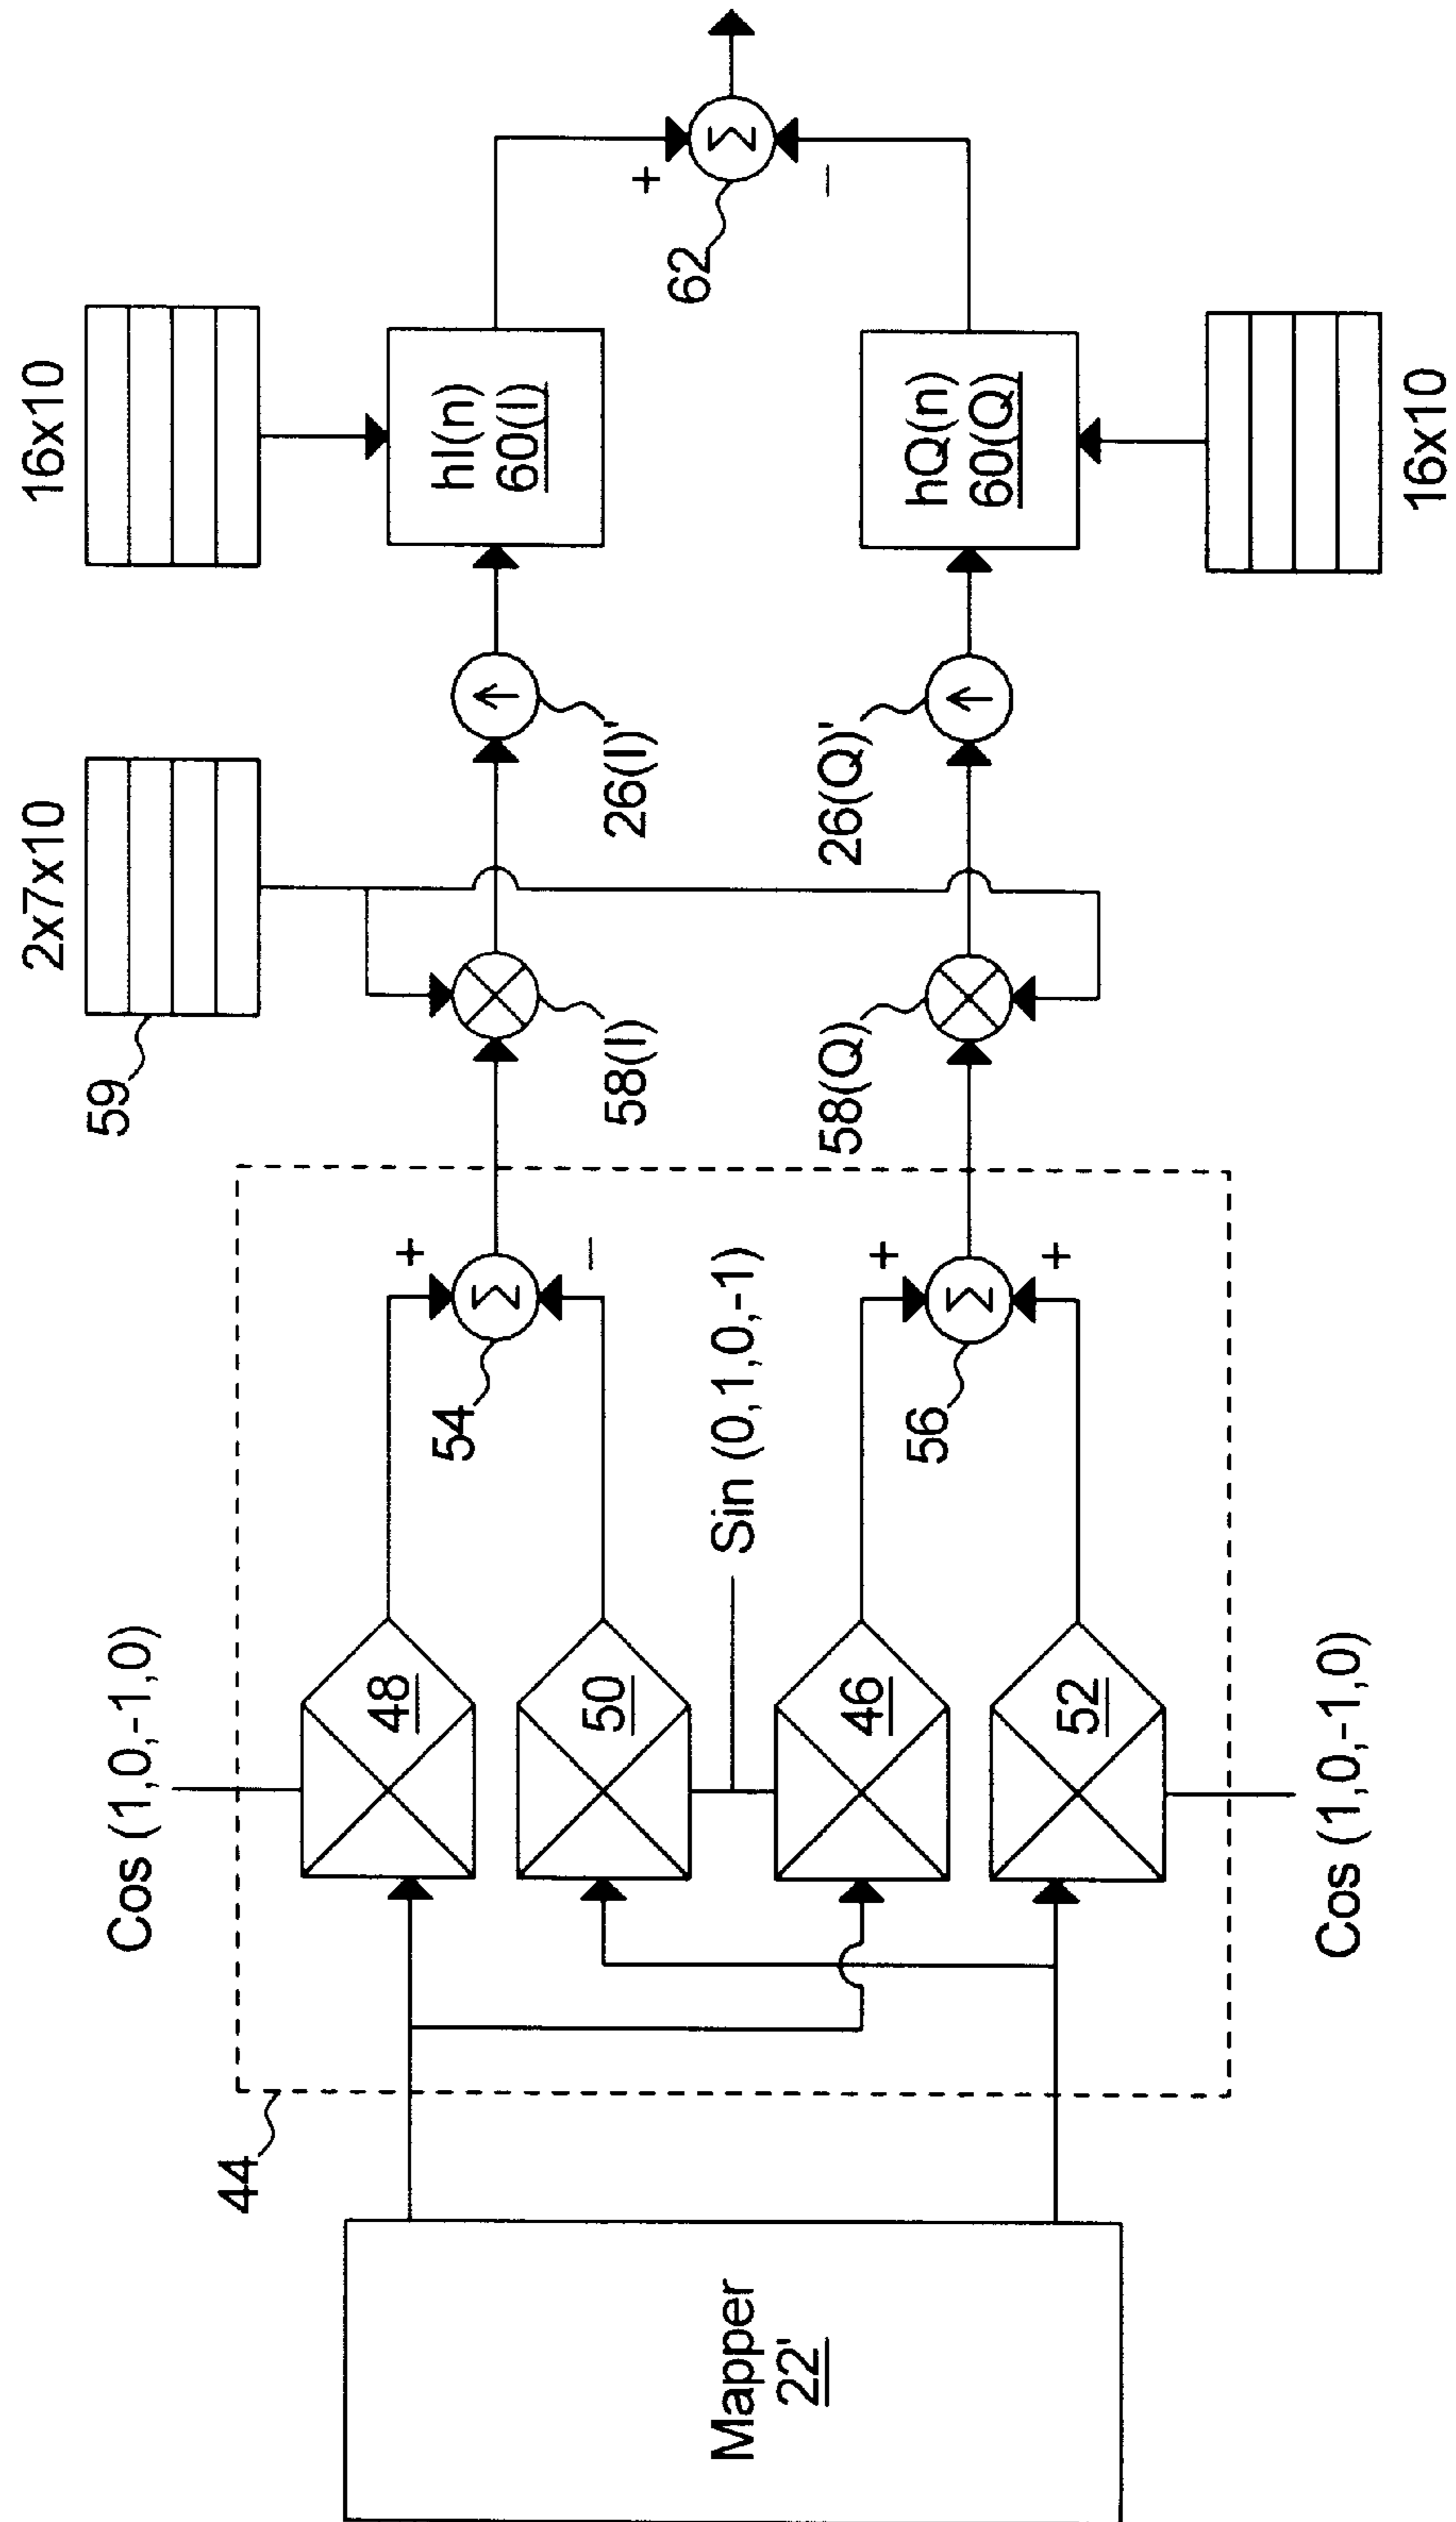 Mapper
22'
44
Cos (1,0,-1,0)
48
50
46
52
Sin (0,1,0,-1)
Cos (1,0,-1,0)
54
+
–
Σ
56
+
+
Σ
59
2x7x10
58(I)
58(Q)
26(I)'
26(Q)'
↑
↑
16x10
hI(n)
60(I)
hQ(n)
60(Q)
16x10
62
+
–
Σ